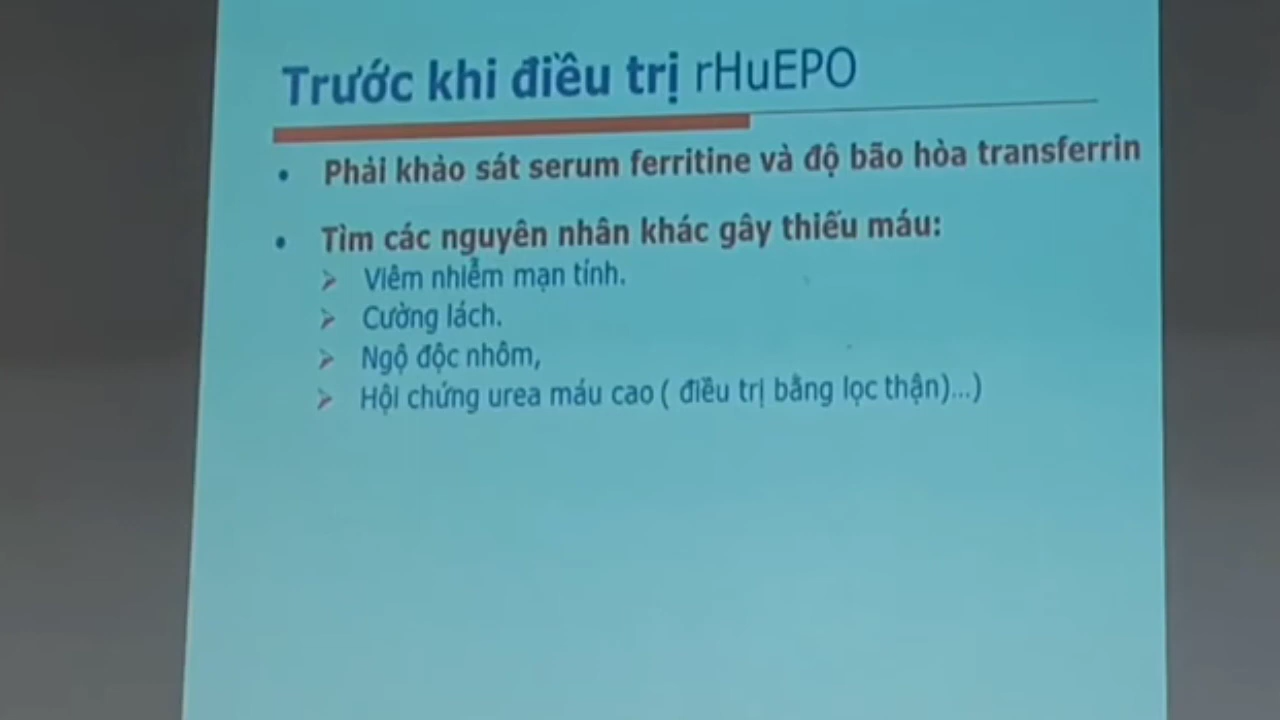 Trước khi điều trị rHuEPO
• Phải khảo sát serum ferritine và độ bão hòa transferrin
• Tìm các nguyên nhân khác gây thiếu máu:
➢ Viêm nhiễm mạn tính.
➢ Cường lách.
➢ Ngộ độc nhôm,
➢ Hội chứng urea máu cao ( điều trị bằng lọc thận)...)